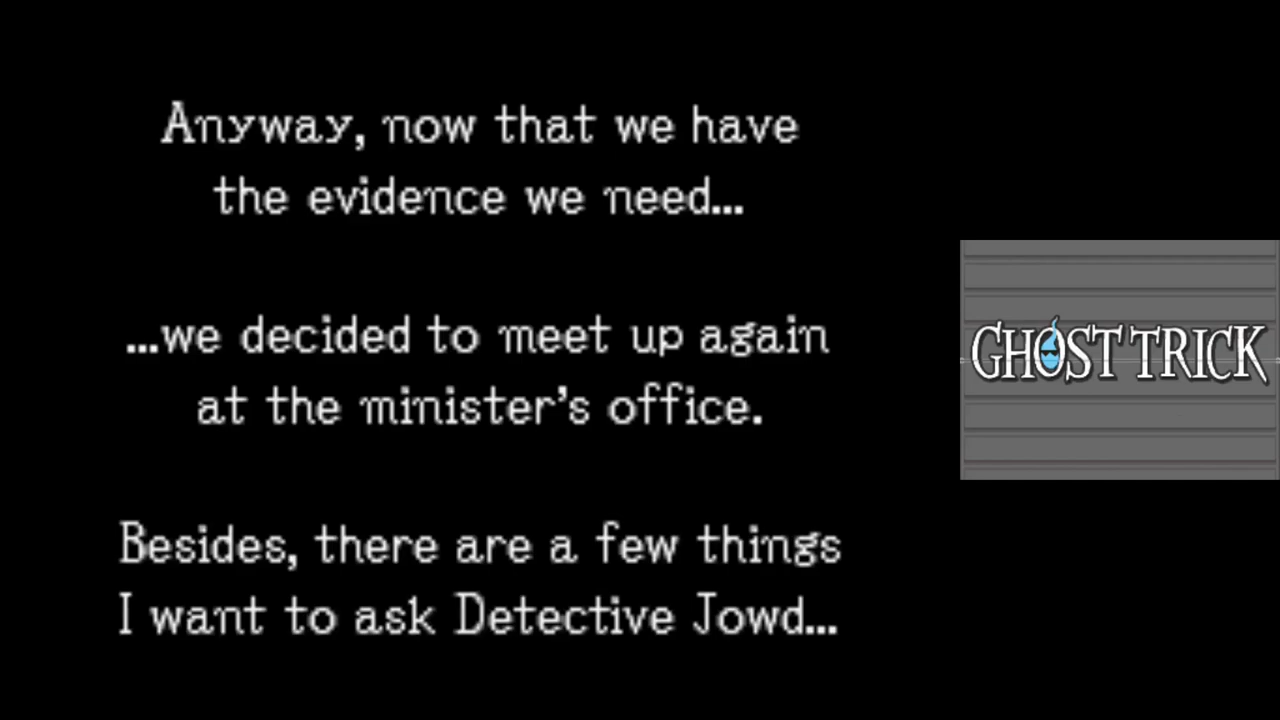 Anyway, now that we have
the evidence we need...
...we decided to meet up again
at the minister's office.
Besides, there are a few things
I want to ask Detective Jowd...
GHOST TRICK